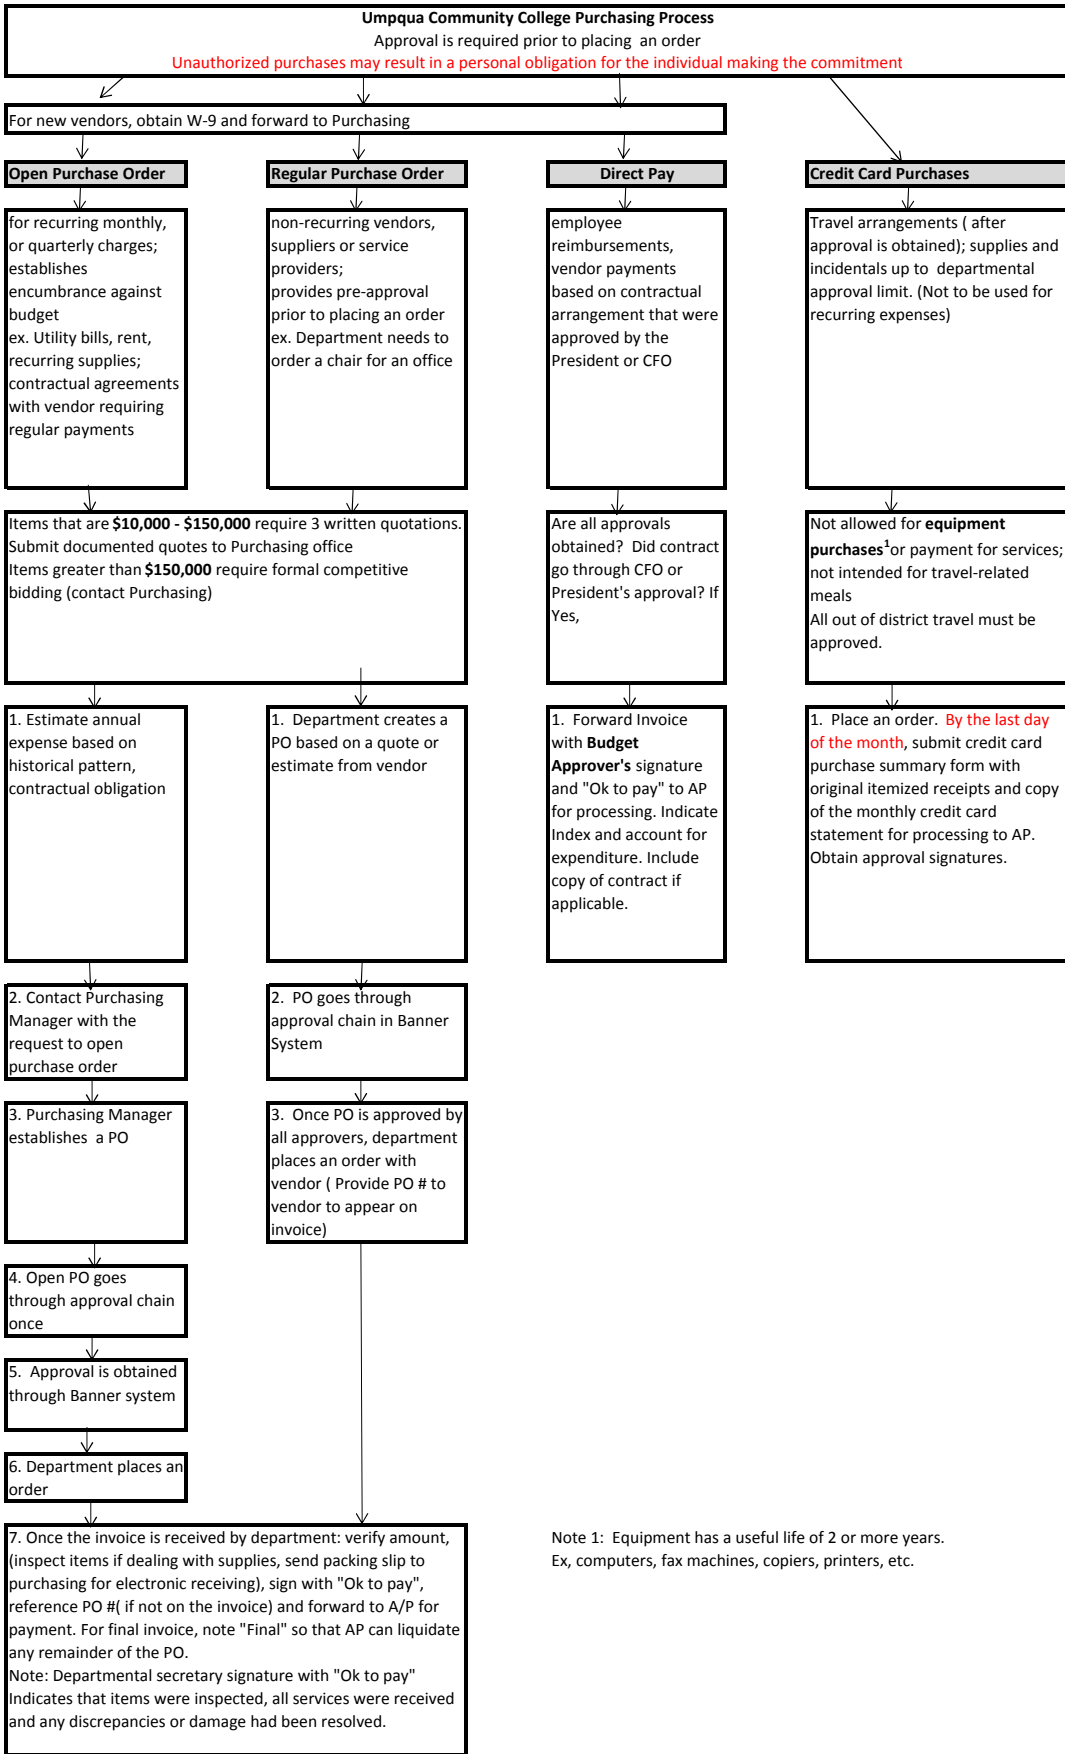 Umpqua Community College Purchasing Process
Approval is required prior to placing an order
Unauthorized purchases may result in a personal obligation for the individual making the commitment
For new vendors, obtain W-9 and forward to Purchasing
Open Purchase Order
for recurring monthly,
or quarterly charges;
establishes
encumbrance against
budget
ex. Utility bills, rent,
recurring supplies;
contractual agreements
with vendor requiring
regular payments
Regular Purchase Order
non-recurring vendors,
suppliers or service
providers;
provides pre-approval
prior to placing an order
ex. Department needs to
order a chair for an office
Direct Pay
employee
reimbursements,
vendor payments
based on contractual
arrangement that were
approved by the
President or CFO
Credit Card Purchases
Travel arrangements ( after
approval is obtained); supplies and
incidentals up to departmental
approval limit. (Not to be used for
recurring expenses)
Items that are $10,000 - $150,000 require 3 written quotations.
Submit documented quotes to Purchasing office
Items greater than $150,000 require formal competitive
bidding (contact Purchasing)
Are all approvals
obtained? Did contract
go through CFO or
President's approval? If
Yes,
Not allowed for equipment
purchases¹or payment for services;
not intended for travel-related
meals
All out of district travel must be
approved.
1. Estimate annual
expense based on
historical pattern,
contractual obligation
1. Department creates a
PO based on a quote or
estimate from vendor
1. Forward Invoice
with Budget
Approver's signature
and "Ok to pay" to AP
for processing. Indicate
Index and account for
expenditure. Include
copy of contract if
applicable.
1. Place an order. By the last day
of the month, submit credit card
purchase summary form with
original itemized receipts and copy
of the monthly credit card
statement for processing to AP.
Obtain approval signatures.
2. Contact Purchasing
Manager with the
request to open
purchase order
2. PO goes through
approval chain in Banner
System
3. Purchasing Manager
establishes a PO
3. Once PO is approved by
all approvers, department
places an order with
vendor ( Provide PO # to
vendor to appear on
invoice)
4. Open PO goes
through approval chain
once
5. Approval is obtained
through Banner system
6. Department places an
order
7. Once the invoice is received by department: verify amount,
(inspect items if dealing with supplies, send packing slip to
purchasing for electronic receiving), sign with "Ok to pay",
reference PO #( if not on the invoice) and forward to A/P for
payment. For final invoice, note "Final" so that AP can liquidate
any remainder of the PO.
Note: Departmental secretary signature with "Ok to pay"
Indicates that items were inspected, all services were received
and any discrepancies or damage had been resolved.
Note 1: Equipment has a useful life of 2 or more years.
Ex, computers, fax machines, copiers, printers, etc.